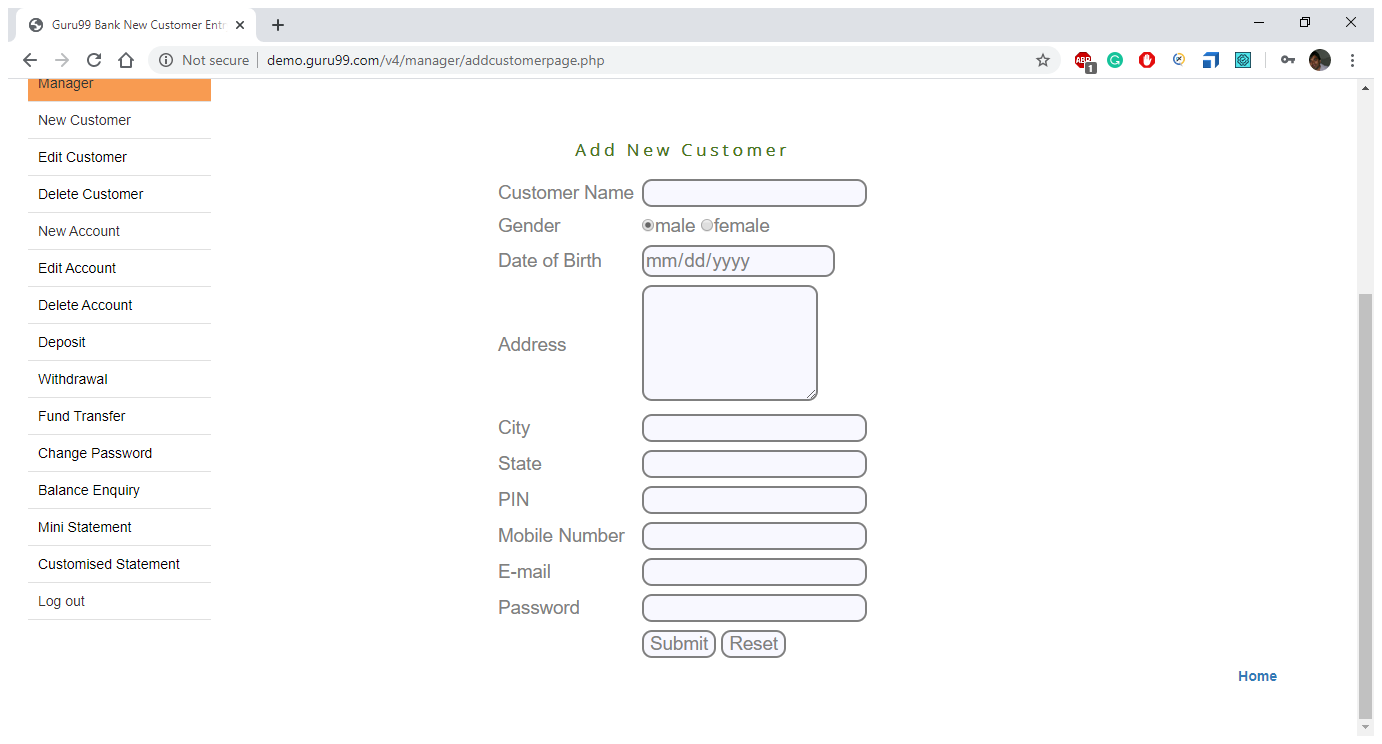 Guru99 Bank New Customer Entr
Not secure demo.guru99.com/v4/manager/addcustomerpage.php
ABP
1
Manager
New Customer
Edit Customer
Delete Customer
New Account
Edit Account
Delete Account
Deposit
Withdrawal
Fund Transfer
Change Password
Balance Enquiry
Mini Statement
Customised Statement
Log out
Add New Customer
Customer Name
Gender male female
Date of Birth mm/dd/yyyy
Address
City
State
PIN
Mobile Number
E-mail
Password
Submit Reset
Home